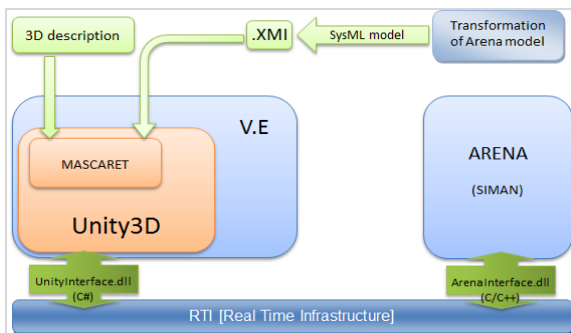 3D description
.XMI
SysML model
Transformation
of Arena model
V.E
MASCARET
Unity3D
ARENA
(SIMAN)
UnityInterface.dll
(C#)
ArenaInterface.dll
(C/C++)
RTI [Real Time Infrastructure]